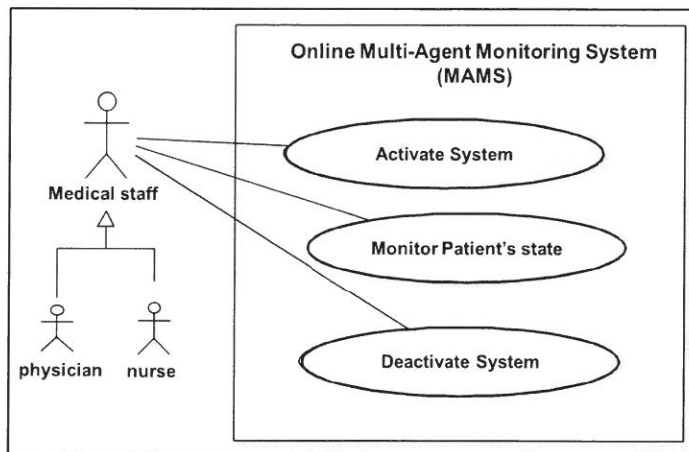 Online Multi-Agent Monitoring System
(MAMS)
Activate System
Medical staff
Monitor Patient's state
Deactivate System
physician
nurse